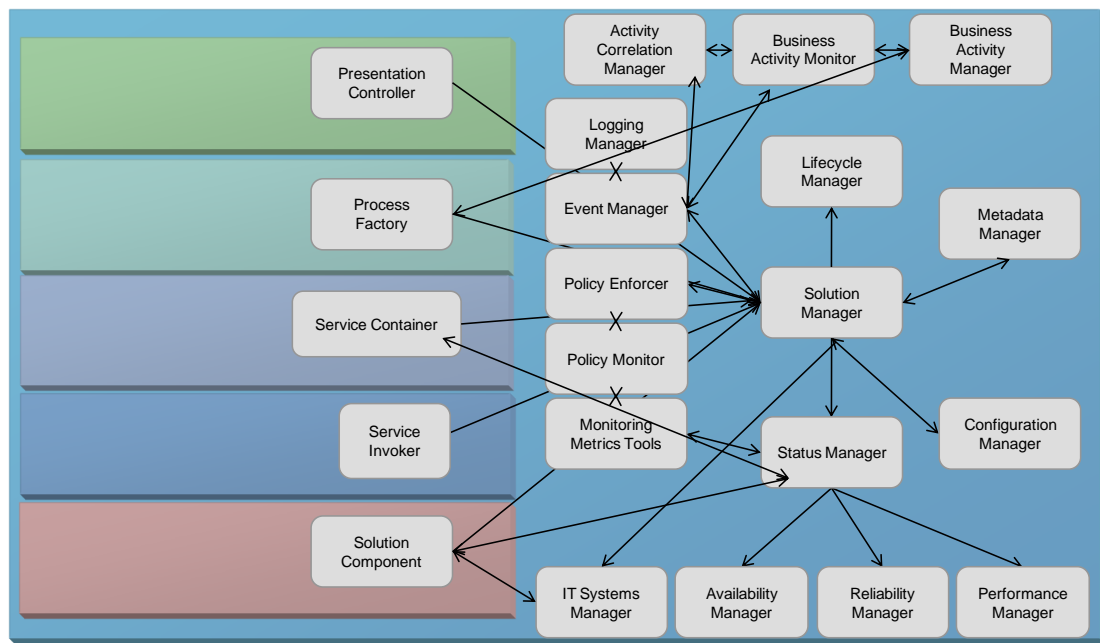 Activity
Correlation
Manager
Business
Activity Monitor
Business
Activity
Manager
Presentation
Controller
Logging
Manager
Lifecycle
Manager
Process
Factory
Event Manager
Metadata
Manager
Policy Enforcer
Solution
Manager
Service Container
Policy Monitor
Service
Invoker
Monitoring
Metrics Tools
Status Manager
Configuration
Manager
Solution
Component
IT Systems
Manager
Availability
Manager
Reliability
Manager
Performance
Manager